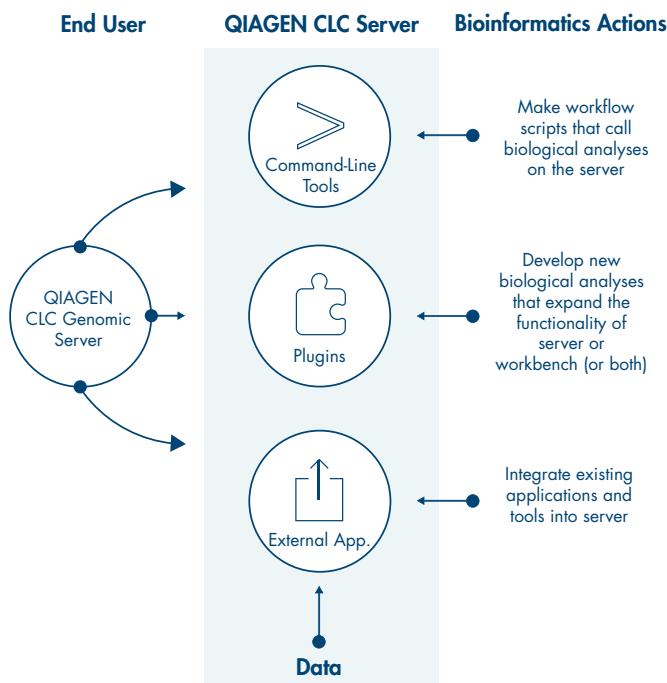 End User
QIAGEN CLC Server
Bioinformatics Actions
Command-Line
Tools
Make workflow
scripts that call
biological analyses
on the server
QIAGEN
CLC Genomic
Server
Plugins
Develop new
biological analyses
that expand the
functionality of
server or
workbench (or both)
External App.
Integrate existing
applications and
tools into server
Data